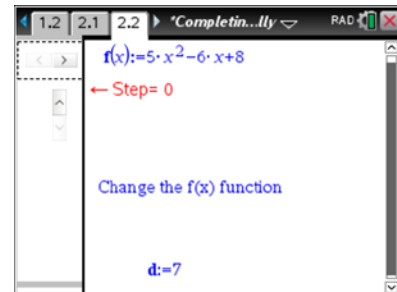 1.2 2.1 2.2 *Completin...lly RAD
f(x):=5·x²−6·x+8
←Step= 0
Change the f(x) function
d:=7